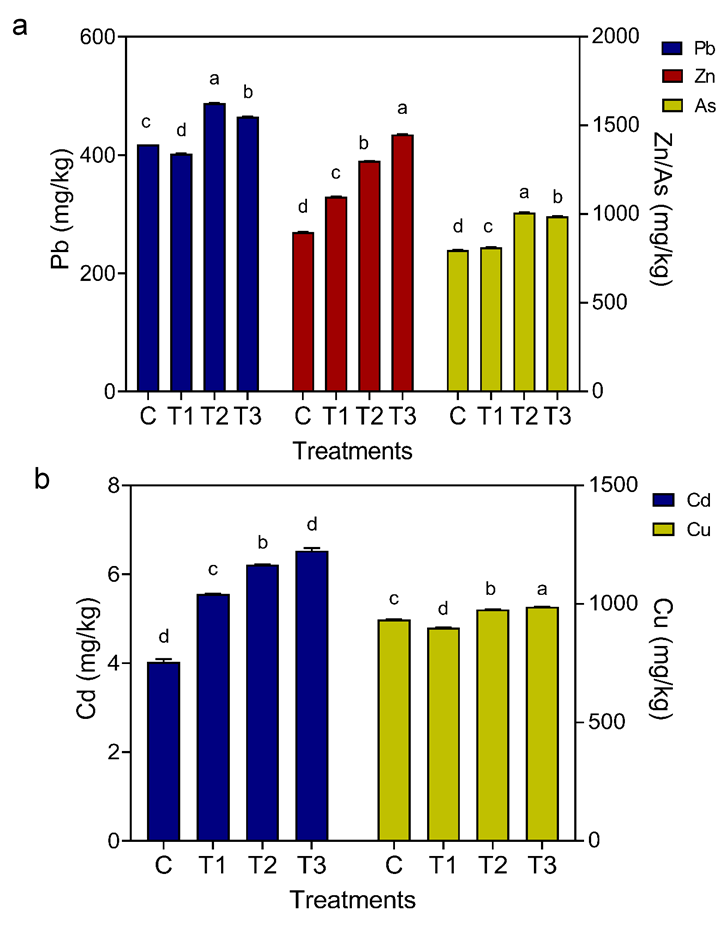 a
600
400
200
0
Pb (mg/kg)
c
d
a
b
d
c
b
a
d
c
a
b
2000
1500
1000
500
0
Zn/As (mg/kg)
Pb
Zn
As
C T1 T2 T3 C T1 T2 T3 C T1 T2 T3
Treatments
b
8
6
4
2
0
Cd (mg/kg)
d
c
b
d
c
d
b
a
1500
1000
500
0
Cu (mg/kg)
Cd
Cu
C T1 T2 T3 C T1 T2 T3
Treatments